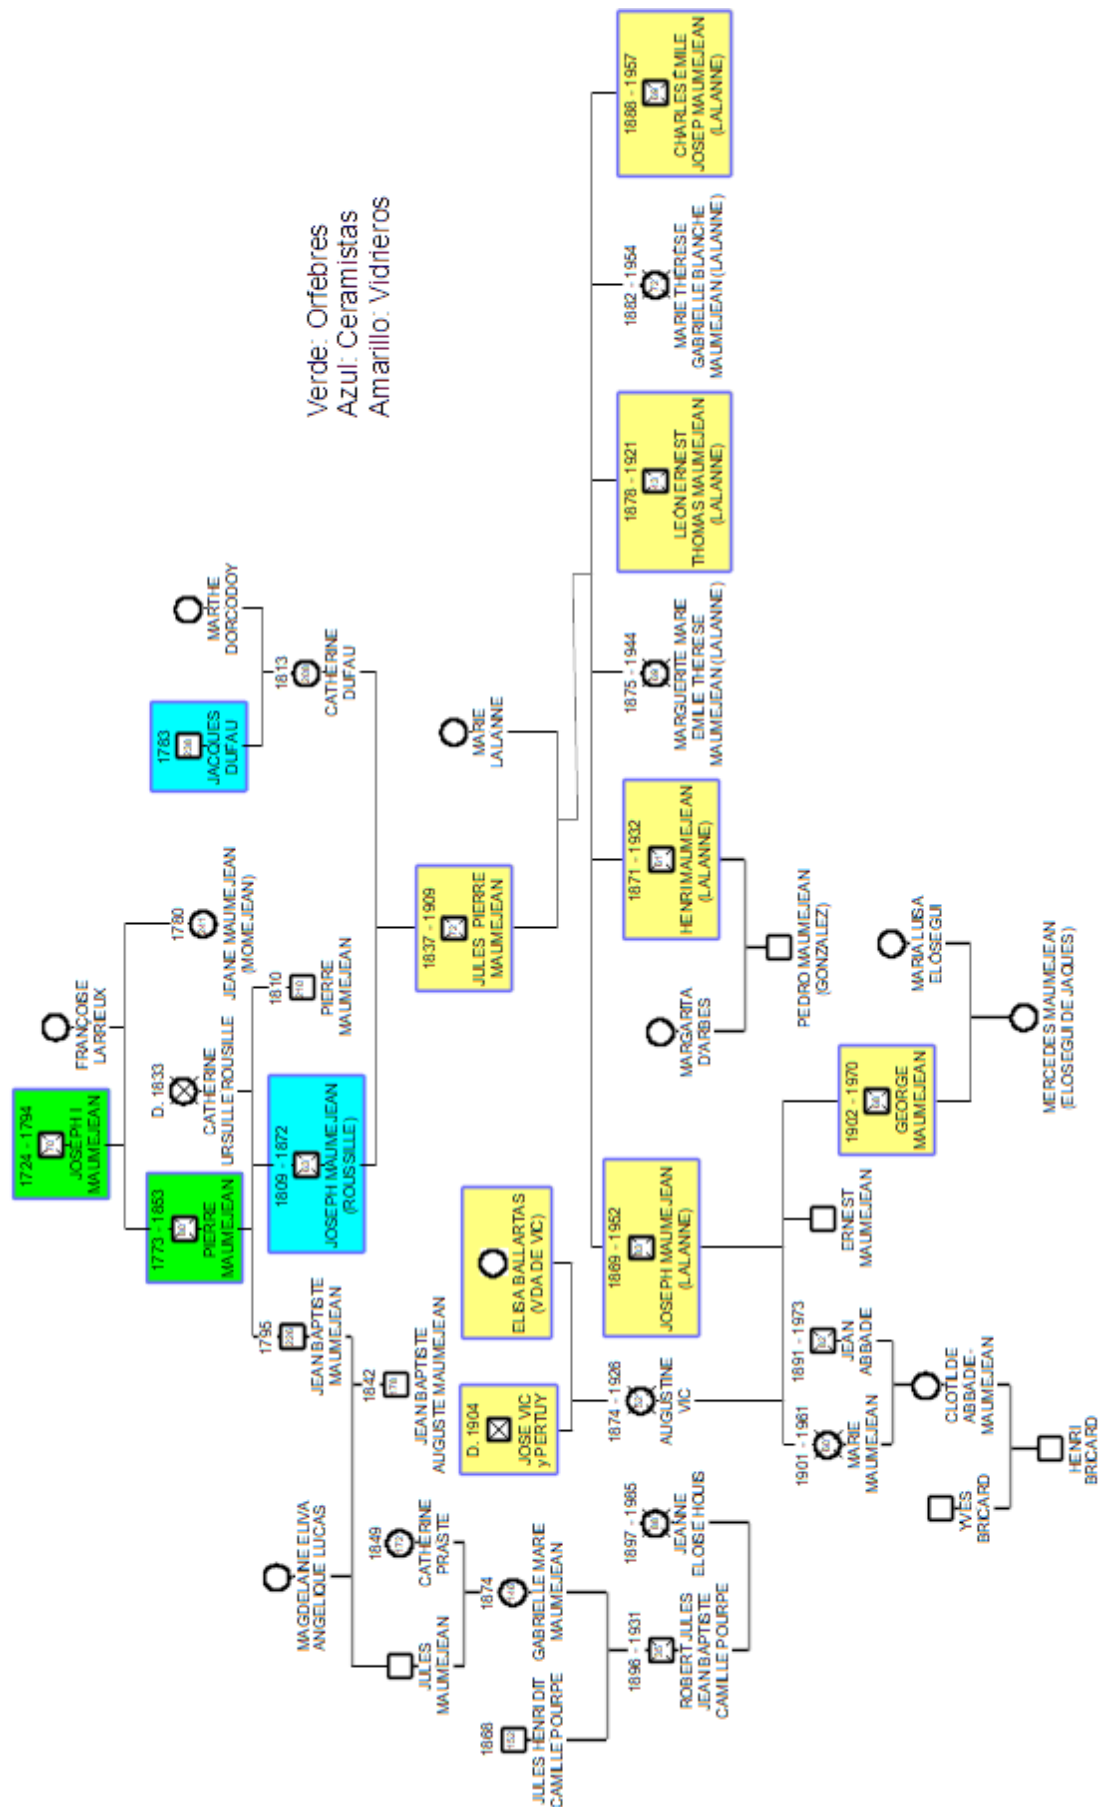 1724 - 1794
JOSEPH I
MAUMEJEAN
FRANÇOISE
LARRIEUX
1773 - 1853
PIERRE
MAUMEJEAN
D. 1833
CATHERINE
URSULLE ROUSILLE
1780
JEANE MAUMEJEAN
(MOMEJEAN)
1783
JACQUES
DUFAU
MARTHE
DORCODOY
1795
JEAN BAPTISTE
MAUMEJEAN
1809 - 1872
JOSEPH MAUMEJEAN
(ROUSSILLE)
1810
PIERRE
MAUMEJEAN
1813
CATHERINE
DUFAU
Verde: Orfebres
Azul: Ceramistas
Amarillo: Vidrieros
MAGDELAINE ELIVA
ANGELIQUE LUCAS
1842
JEAN BAPTISTE
AUGUSTE MAUMEJEAN
JULES
MAUMEJEAN
1849
CATHERINE
PRASTE
1837 - 1909
JULES PIERRE
MAUMEJEAN
MARIE
LALANNE
1868
JULES HENRI DIT
CAMILLE POURPE
1874
GABRIELLE MARIE
MAUMEJEAN
D. 1904
JOSE VIC
y PERTUY
ELISA BALLARTAS
(VDA DE VIC)
1896 - 1931
ROBERT JULES
JEAN BAPTISTE
CAMILLE POURPE
1897 - 1985
JEANNE
ELOISE HOUIS
1874 - 1926
AUGUSTINE
VIC
1869 - 1952
JOSEPH MAUMEJEAN
(LALANNE)
1871 - 1932
HENRI MAUMEJEAN
(LALANNE)
1875 - 1944
MARGUERITE MARIE
EMILIE THERESE
MAUMEJEAN (LALANNE)
1878 - 1921
LEÓN ERNEST
THOMAS MAUMEJEAN
(LALANNE)
1882 - 1954
MARIE THÉRÈSE
GABRIELLE BLANCHE
MAUMEJEAN (LALANNE)
1888 - 1957
CHARLES ÉMILE
JOSEP MAUMEJEAN
(LALANNE)
MARGARITA
D'ARBES
PEDRO MAUMEJEAN
(GONZALEZ)
1901 - 1961
MARIE
MAUMEJEAN
1891 - 1973
JEAN
ABBADE
ERNEST
MAUMEJEAN
1902 - 1970
GEORGE
MAUMEJEAN
MARIA LUISA
ELÓSEGUI
YVES
BRICARD
CLOTILDE
ABBADIE-
MAUMEJEAN
MERCEDES MAUMEJEAN
(ELOSEGUI DE JAQUES)
HENRI
BRICARD